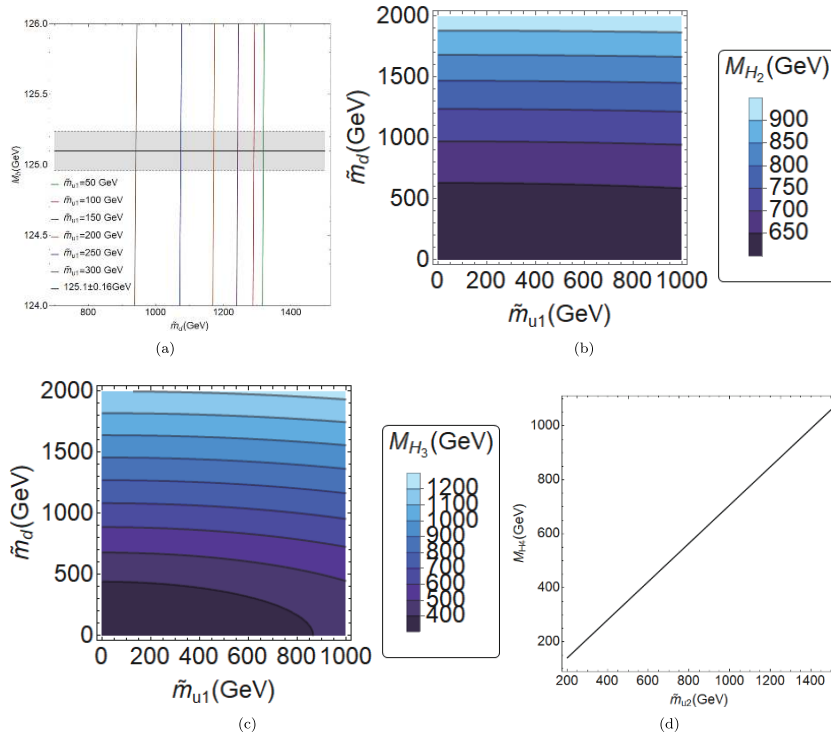 126.0
125.5
125.0
124.5
124.0
M_h(GeV)
m̃_u1=50 GeV
m̃_u1=100 GeV
m̃_u1=150 GeV
m̃_u1=200 GeV
m̃_u1=250 GeV
m̃_u1=300 GeV
125.1±0.16GeV
800 1000 1200 1400
m̃_d(GeV)
(a)
2000
1500
1000
500
0
m̃_d(GeV)
0 200 400 600 800 1000
m̃_u1(GeV)
M_H2(GeV)
900
850
800
750
700
650
(b)
2000
1500
1000
500
0
m̃_d(GeV)
0 200 400 600 800 1000
m̃_u1(GeV)
M_H3(GeV)
1200
1100
1000
900
800
700
600
500
400
(c)
1000
800
600
400
200
M_H4(GeV)
200 400 600 800 1000 1200 1400
m̃_u2(GeV)
(d)